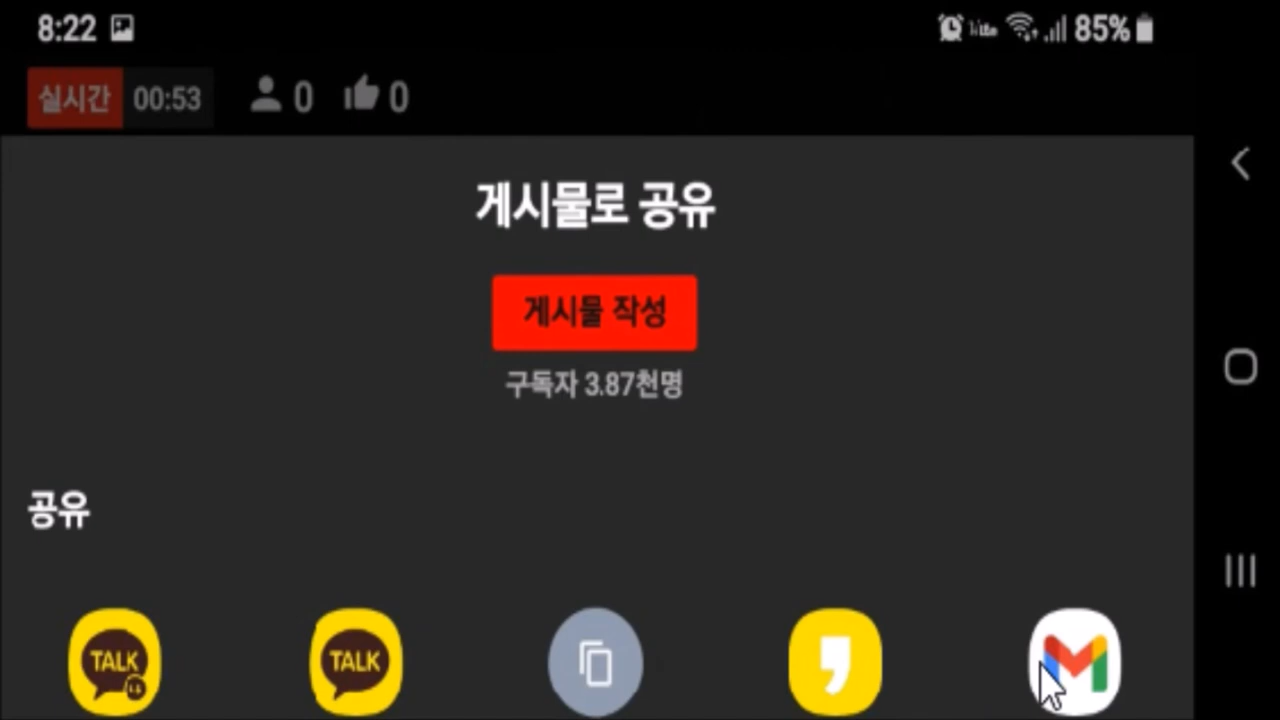 8:22 85%
실시간 00:53 0 0
게시물로 공유
게시물 작성
구독자 3.87천명
공유
TALK TALK